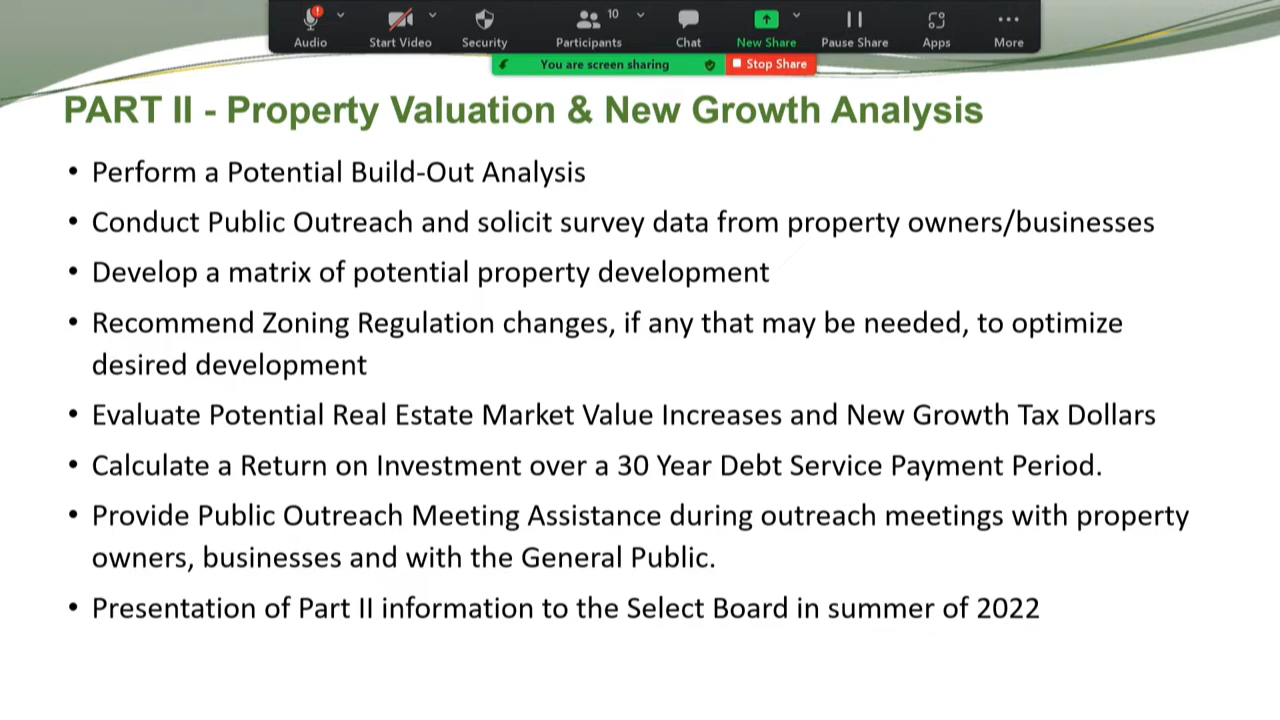 10
Audio
Start Video
Security
Participants
Chat
New Share
Pause Share
Apps
More
You are screen sharing
Stop Share
PART II - Property Valuation & New Growth Analysis
• Perform a Potential Build-Out Analysis
• Conduct Public Outreach and solicit survey data from property owners/businesses
• Develop a matrix of potential property development
• Recommend Zoning Regulation changes, if any that may be needed, to optimize
desired development
• Evaluate Potential Real Estate Market Value Increases and New Growth Tax Dollars
• Calculate a Return on Investment over a 30 Year Debt Service Payment Period.
• Provide Public Outreach Meeting Assistance during outreach meetings with property
owners, businesses and with the General Public.
• Presentation of Part II information to the Select Board in summer of 2022